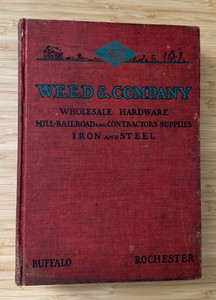 WEED & COMPANY
WHOLESALE HARDWARE
MILL-RAILROAD AND CONTRACTORS SUPPLIES
IRON AND STEEL
BUFFALO ROCHESTER